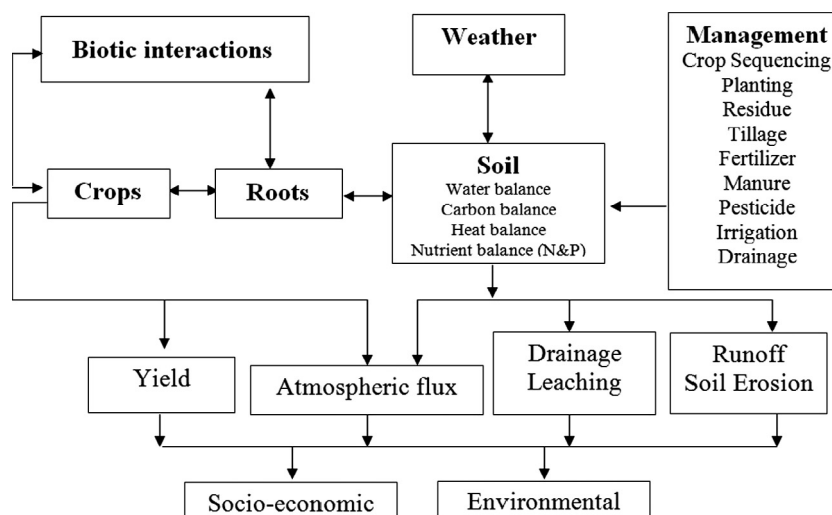 Biotic interactions
Weather
Management
Crop Sequencing
Planting
Residue
Tillage
Fertilizer
Manure
Pesticide
Irrigation
Drainage
Crops
Roots
Soil
Water balance
Carbon balance
Heat balance
Nutrient balance (N&P)
Yield
Atmospheric flux
Drainage
Leaching
Runoff
Soil Erosion
Socio-economic
Environmental